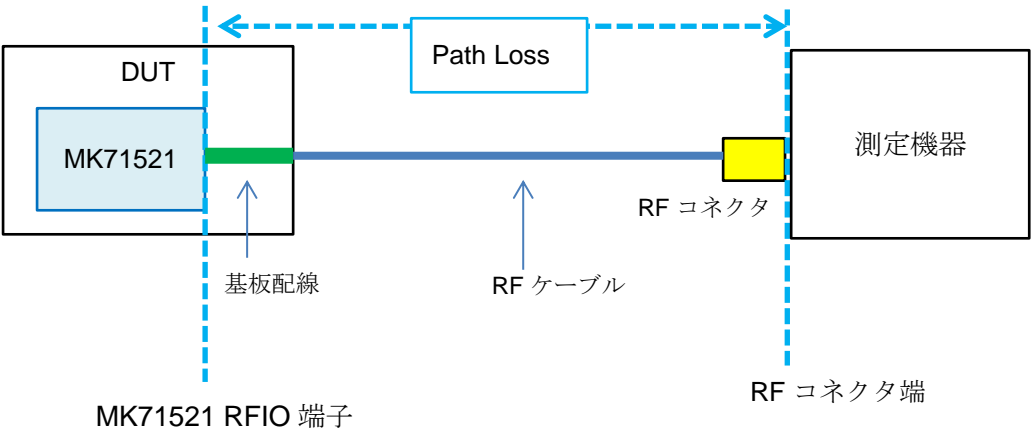 Path Loss
DUT
MK71521
測定機器
RF コネクタ
基板配線
RF ケーブル
RF コネクタ端
MK71521 RFIO 端子